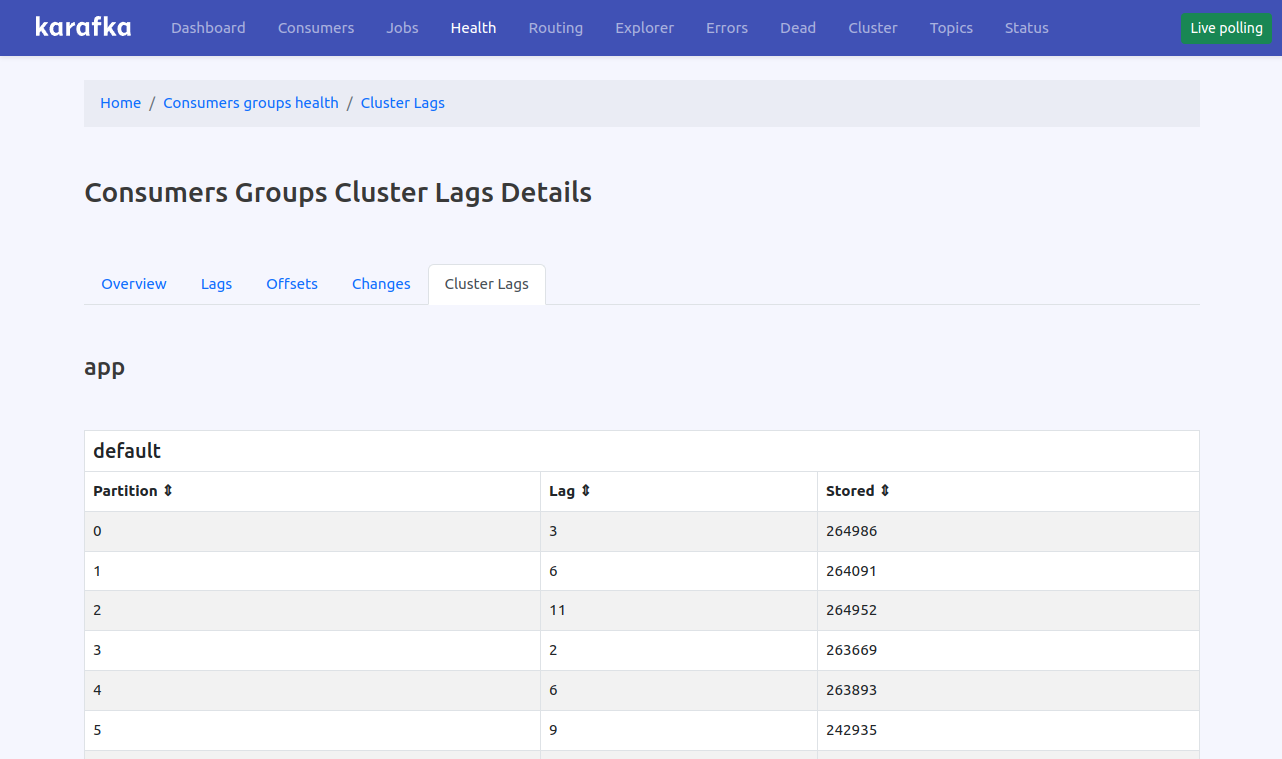 karafka Dashboard Consumers Jobs Health Routing Explorer Errors Dead Cluster Topics Status Live polling
Home / Consumers groups health / Cluster Lags
Consumers Groups Cluster Lags Details
Overview Lags Offsets Changes Cluster Lags
app
default
Partition ⇕ Lag ⇕ Stored ⇕
0 3 264986
1 6 264091
2 11 264952
3 2 263669
4 6 263893
5 9 242935